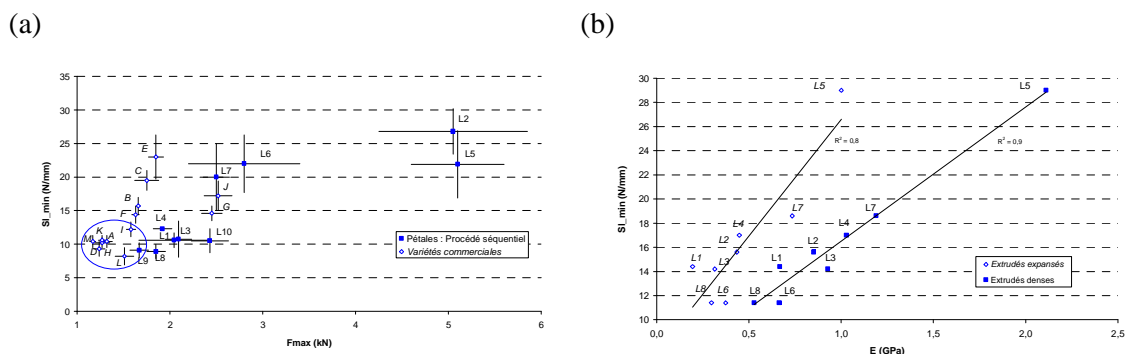 (a)
(b)
35
30
25
20
15
10
5
0
SI_min (N/mm)
1
2
3
4
5
6
Fmax (kN)
L2
L5
L6
L7
J
G
E
C
B
F
I
L4
L1
L3
L10
K
A
M
D
H
L
L9
L8
Pétales : Procédé séquentiel
Variétés commerciales
30
28
26
24
22
20
18
16
14
12
10
SI_min (N/mm)
0,0
0,5
1,0
1,5
2,0
2,5
E (GPa)
L5
L5
R² = 0,8
R² = 0,9
L7
L7
L4
L4
L2
L2
L1
L3
L1
L3
L8
L6
L8
L6
Extrudés expansés
Extrudés denses